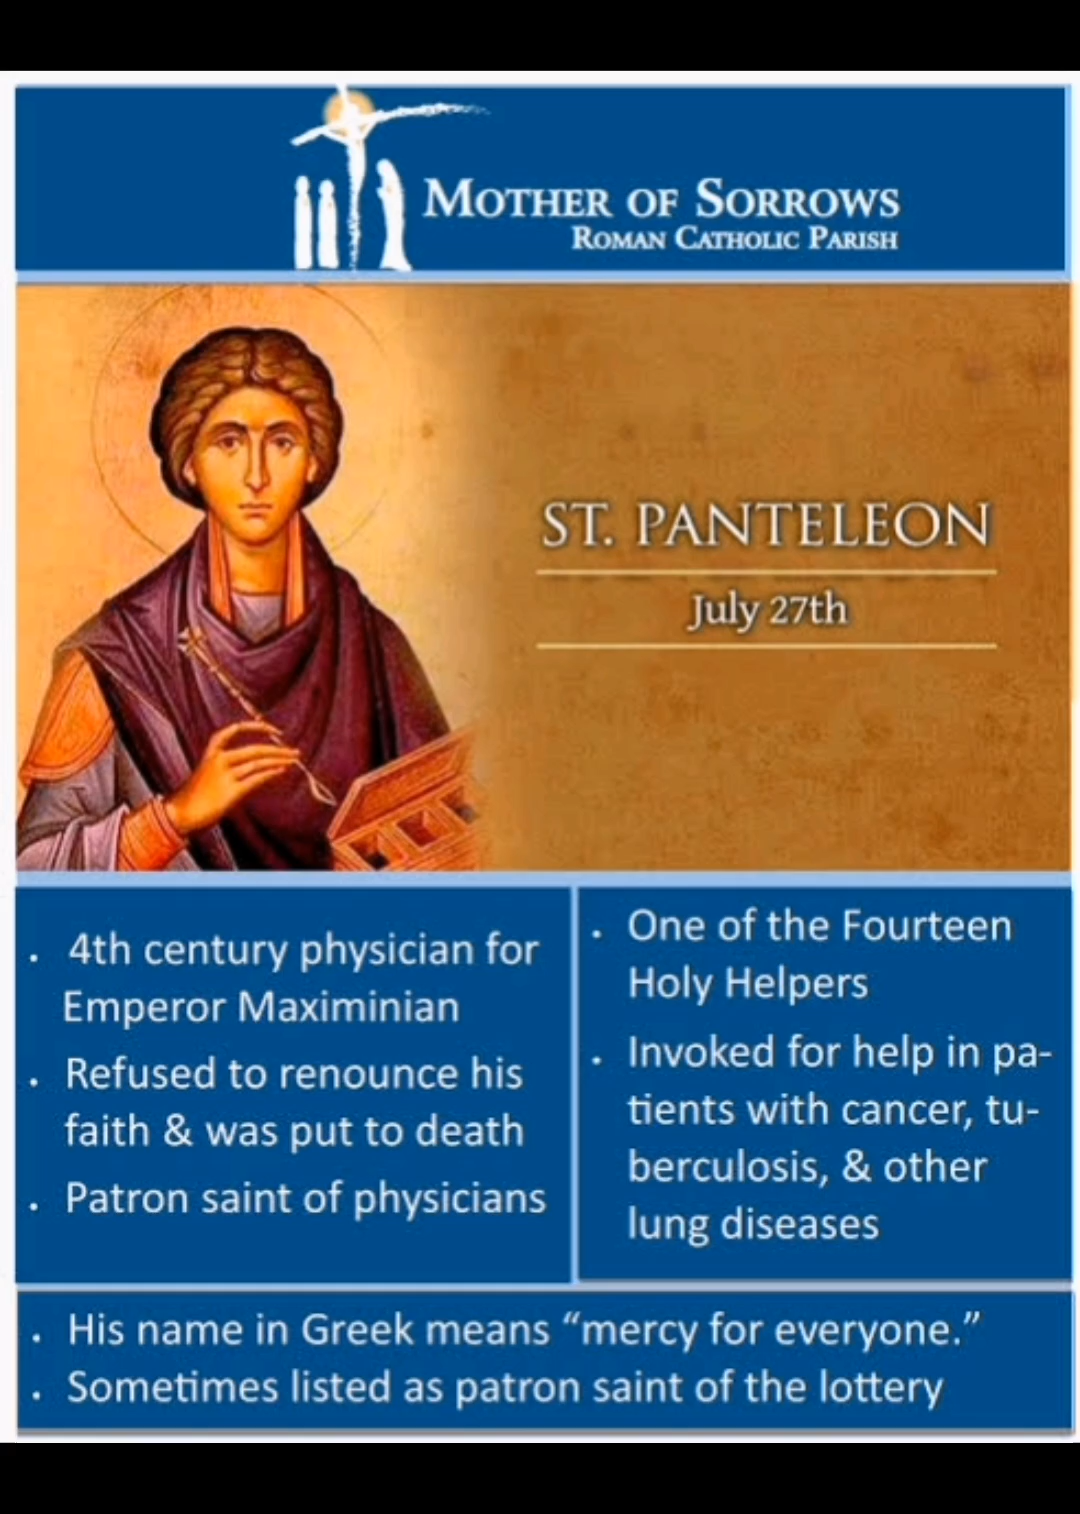 Mother of Sorrows
Roman Catholic Parish
ST. PANTELEON
July 27th
. 4th century physician for
Emperor Maximinian
. Refused to renounce his
faith & was put to death
. Patron saint of physicians
. One of the Fourteen
Holy Helpers
. Invoked for help in pa-
tients with cancer, tu-
berculosis, & other
lung diseases
. His name in Greek means “mercy for everyone.”
. Sometimes listed as patron saint of the lottery